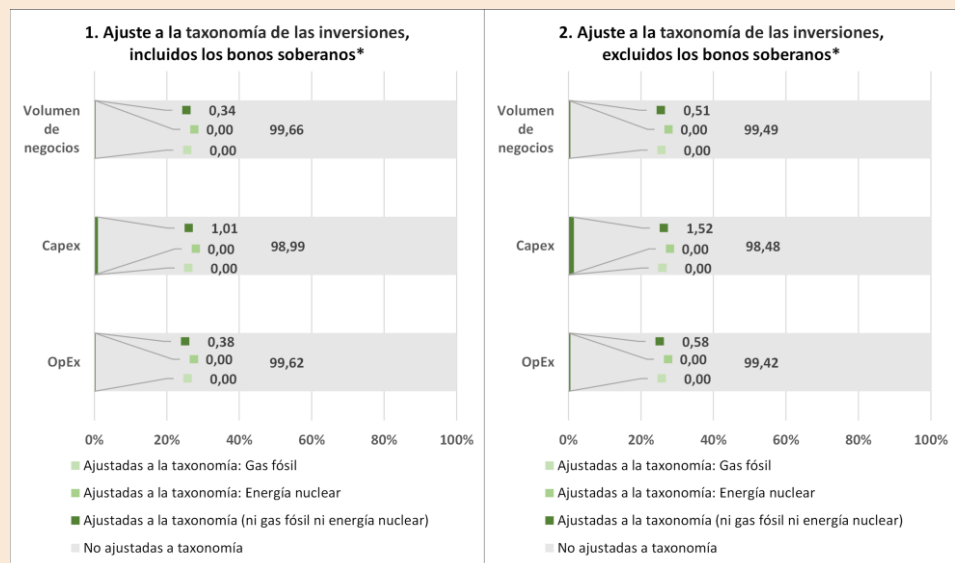 1. Ajuste a la taxonomía de las inversiones,
incluidos los bonos soberanos*
Volumen
de
negocios
0,34
0,00
99,66
0,00
Capex
1,01
0,00
98,99
0,00
OpEx
0,38
0,00
99,62
0,00
0% 20% 40% 60% 80% 100%
Ajustadas a la taxonomía: Gas fósil
Ajustadas a la taxonomía: Energía nuclear
Ajustadas a la taxonomía (ni gas fósil ni energía nuclear)
No ajustadas a taxonomía
2. Ajuste a la taxonomía de las inversiones,
excluidos los bonos soberanos*
Volumen
de
negocios
0,51
0,00
99,49
0,00
Capex
1,52
0,00
98,48
0,00
OpEx
0,58
0,00
99,42
0,00
0% 20% 40% 60% 80% 100%
Ajustadas a la taxonomía: Gas fósil
Ajustadas a la taxonomía: Energía nuclear
Ajustadas a la taxonomía (ni gas fósil ni energía nuclear)
No ajustadas a taxonomía